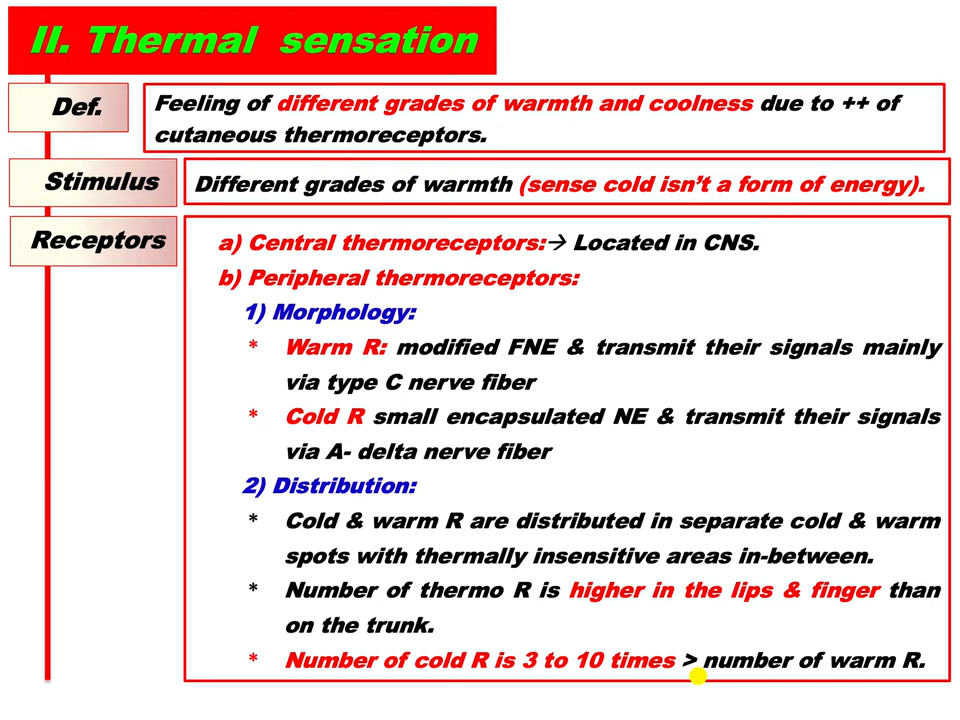 II. Thermal sensation
Def.
Feeling of different grades of warmth and coolness due to ++ of
cutaneous thermoreceptors.
Stimulus
Different grades of warmth (sense cold isn't a form of energy).
Receptors
a) Central thermoreceptors:→ Located in CNS.
b) Peripheral thermoreceptors:
1) Morphology:
* Warm R: modified FNE & transmit their signals mainly
via type C nerve fiber
* Cold R small encapsulated NE & transmit their signals
via A- delta nerve fiber
2) Distribution:
* Cold & warm R are distributed in separate cold & warm
spots with thermally insensitive areas in-between.
* Number of thermo R is higher in the lips & finger than
on the trunk.
* Number of cold R is 3 to 10 times > number of warm R.